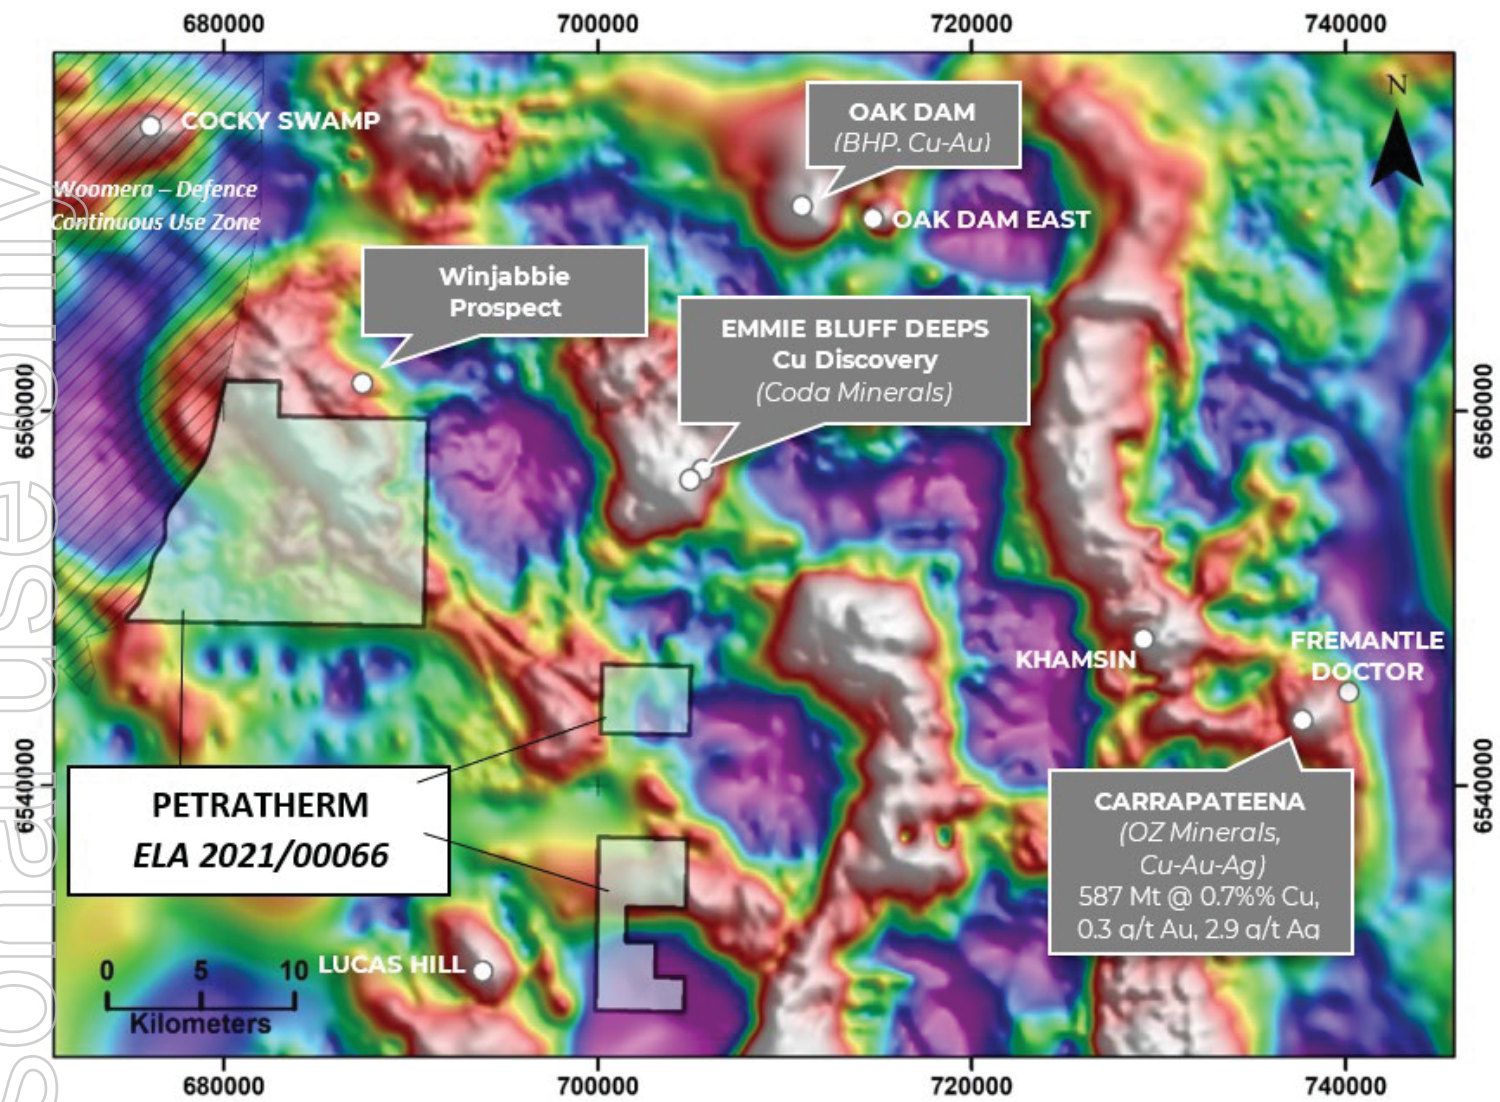 680000
700000
720000
740000
N
OAK DAM
(BHP. Cu-Au)
COCKY SWAMP
Woomera – Defence
Continuous Use Zone
OAK DAM EAST
Winjabbie
Prospect
EMMIE BLUFF DEEPS
Cu Discovery
(Coda Minerals)
6560000
6560000
KHAMSIN
FREMANTLE
DOCTOR
6540000
6540000
PETRATHERM
ELA 2021/00066
CARRAPATEENA
(OZ Minerals,
Cu-Au-Ag)
587 Mt @ 0.7%% Cu,
0.3 g/t Au, 2.9 g/t Ag
LUCAS HILL
0 5 10
Kilometers
680000
700000
720000
740000
sonal use only